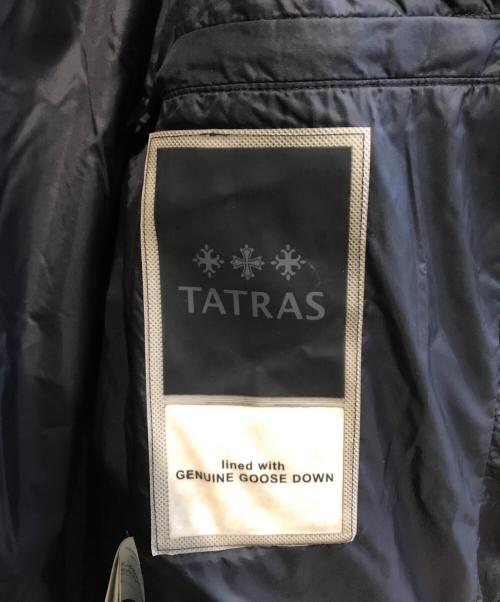 TATRAS
lined with
GENUINE GOOSE DOWN